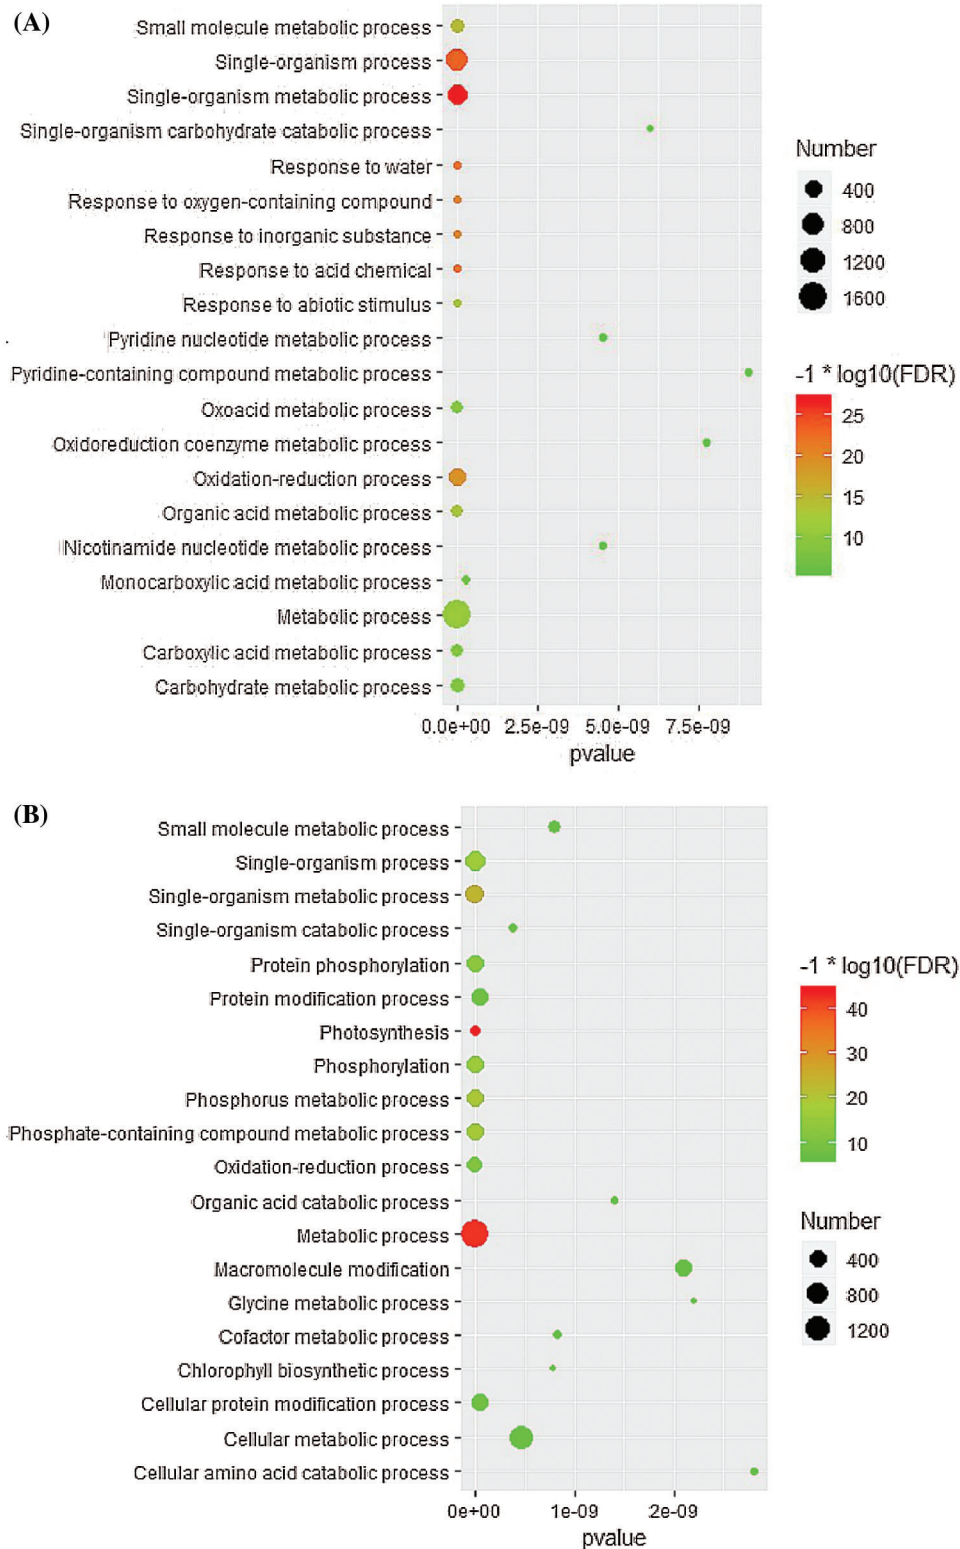 (A)
Small molecule metabolic process
Single-organism process
Single-organism metabolic process
Single-organism carbohydrate catabolic process
Response to water
Response to oxygen-containing compound
Response to inorganic substance
Response to acid chemical
Response to abiotic stimulus
Pyridine nucleotide metabolic process
Pyridine-containing compound metabolic process
Oxoacid metabolic process
Oxidoreduction coenzyme metabolic process
Oxidation-reduction process
Organic acid metabolic process
Nicotinamide nucleotide metabolic process
Monocarboxylic acid metabolic process
Metabolic process
Carboxylic acid metabolic process
Carbohydrate metabolic process
0.0e+00 2.5e-09 5.0e-09 7.5e-09
pvalue
Number
400
800
1200
1600
-1 * log10(FDR)
25
20
15
10
(B)
Small molecule metabolic process
Single-organism process
Single-organism metabolic process
Single-organism catabolic process
Protein phosphorylation
Protein modification process
Photosynthesis
Phosphorylation
Phosphorus metabolic process
Phosphate-containing compound metabolic process
Oxidation-reduction process
Organic acid catabolic process
Metabolic process
Macromolecule modification
Glycine metabolic process
Cofactor metabolic process
Chlorophyll biosynthetic process
Cellular protein modification process
Cellular metabolic process
Cellular amino acid catabolic process
0e+00 1e-09 2e-09
pvalue
-1 * log10(FDR)
40
30
20
10
Number
400
800
1200